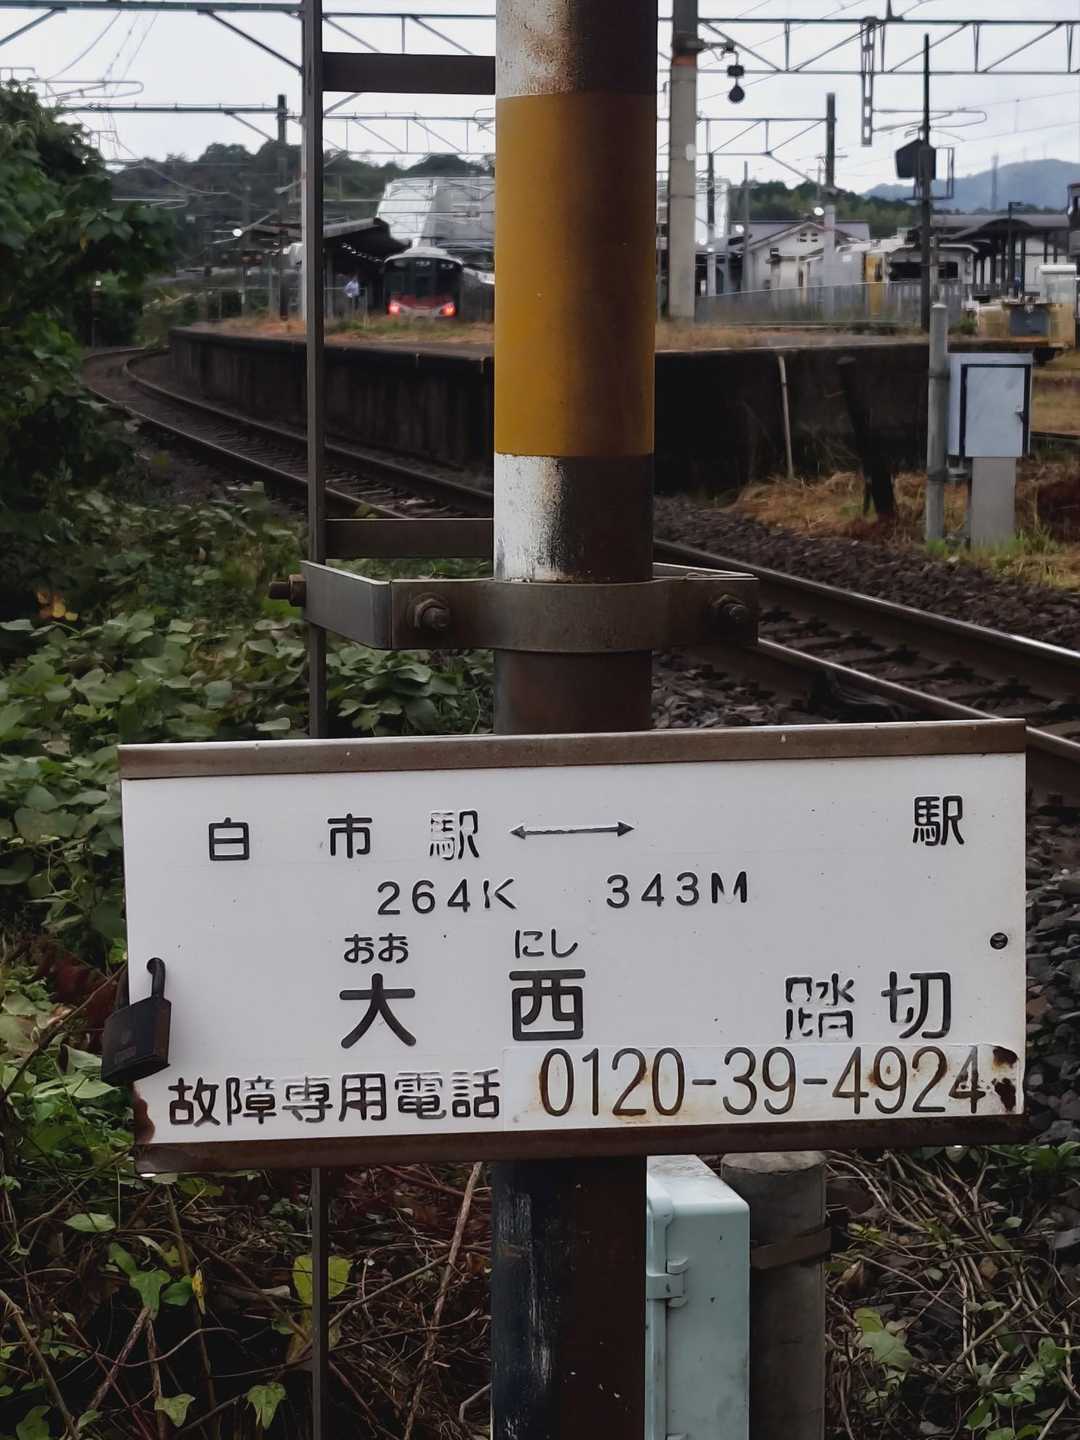 白市駅⟷ 駅
264K 343M
おお にし
大西 踏切
故障専用電話 0120-39-4924